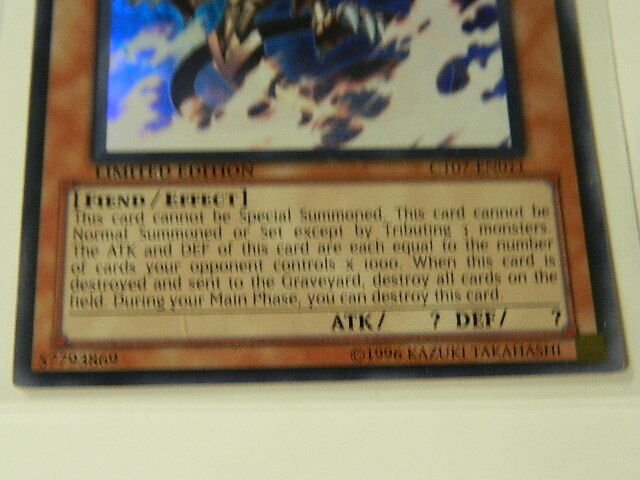 LIMITED EDITION CT07-EN011
[FIEND/EFFECT]
This card cannot be Special Summoned. This card cannot be
Normal Summoned or Set except by Tributing 3 monsters.
The ATK and DEF of this card are each equal to the number
of cards your opponent controls x 1000. When this card is
destroyed and sent to the Graveyard, destroy all cards on the
field. During your Main Phase, you can destroy this card.
ATK/ ? DEF/ ?
57793869 ©1996 KAZUKI TAKAHASHI